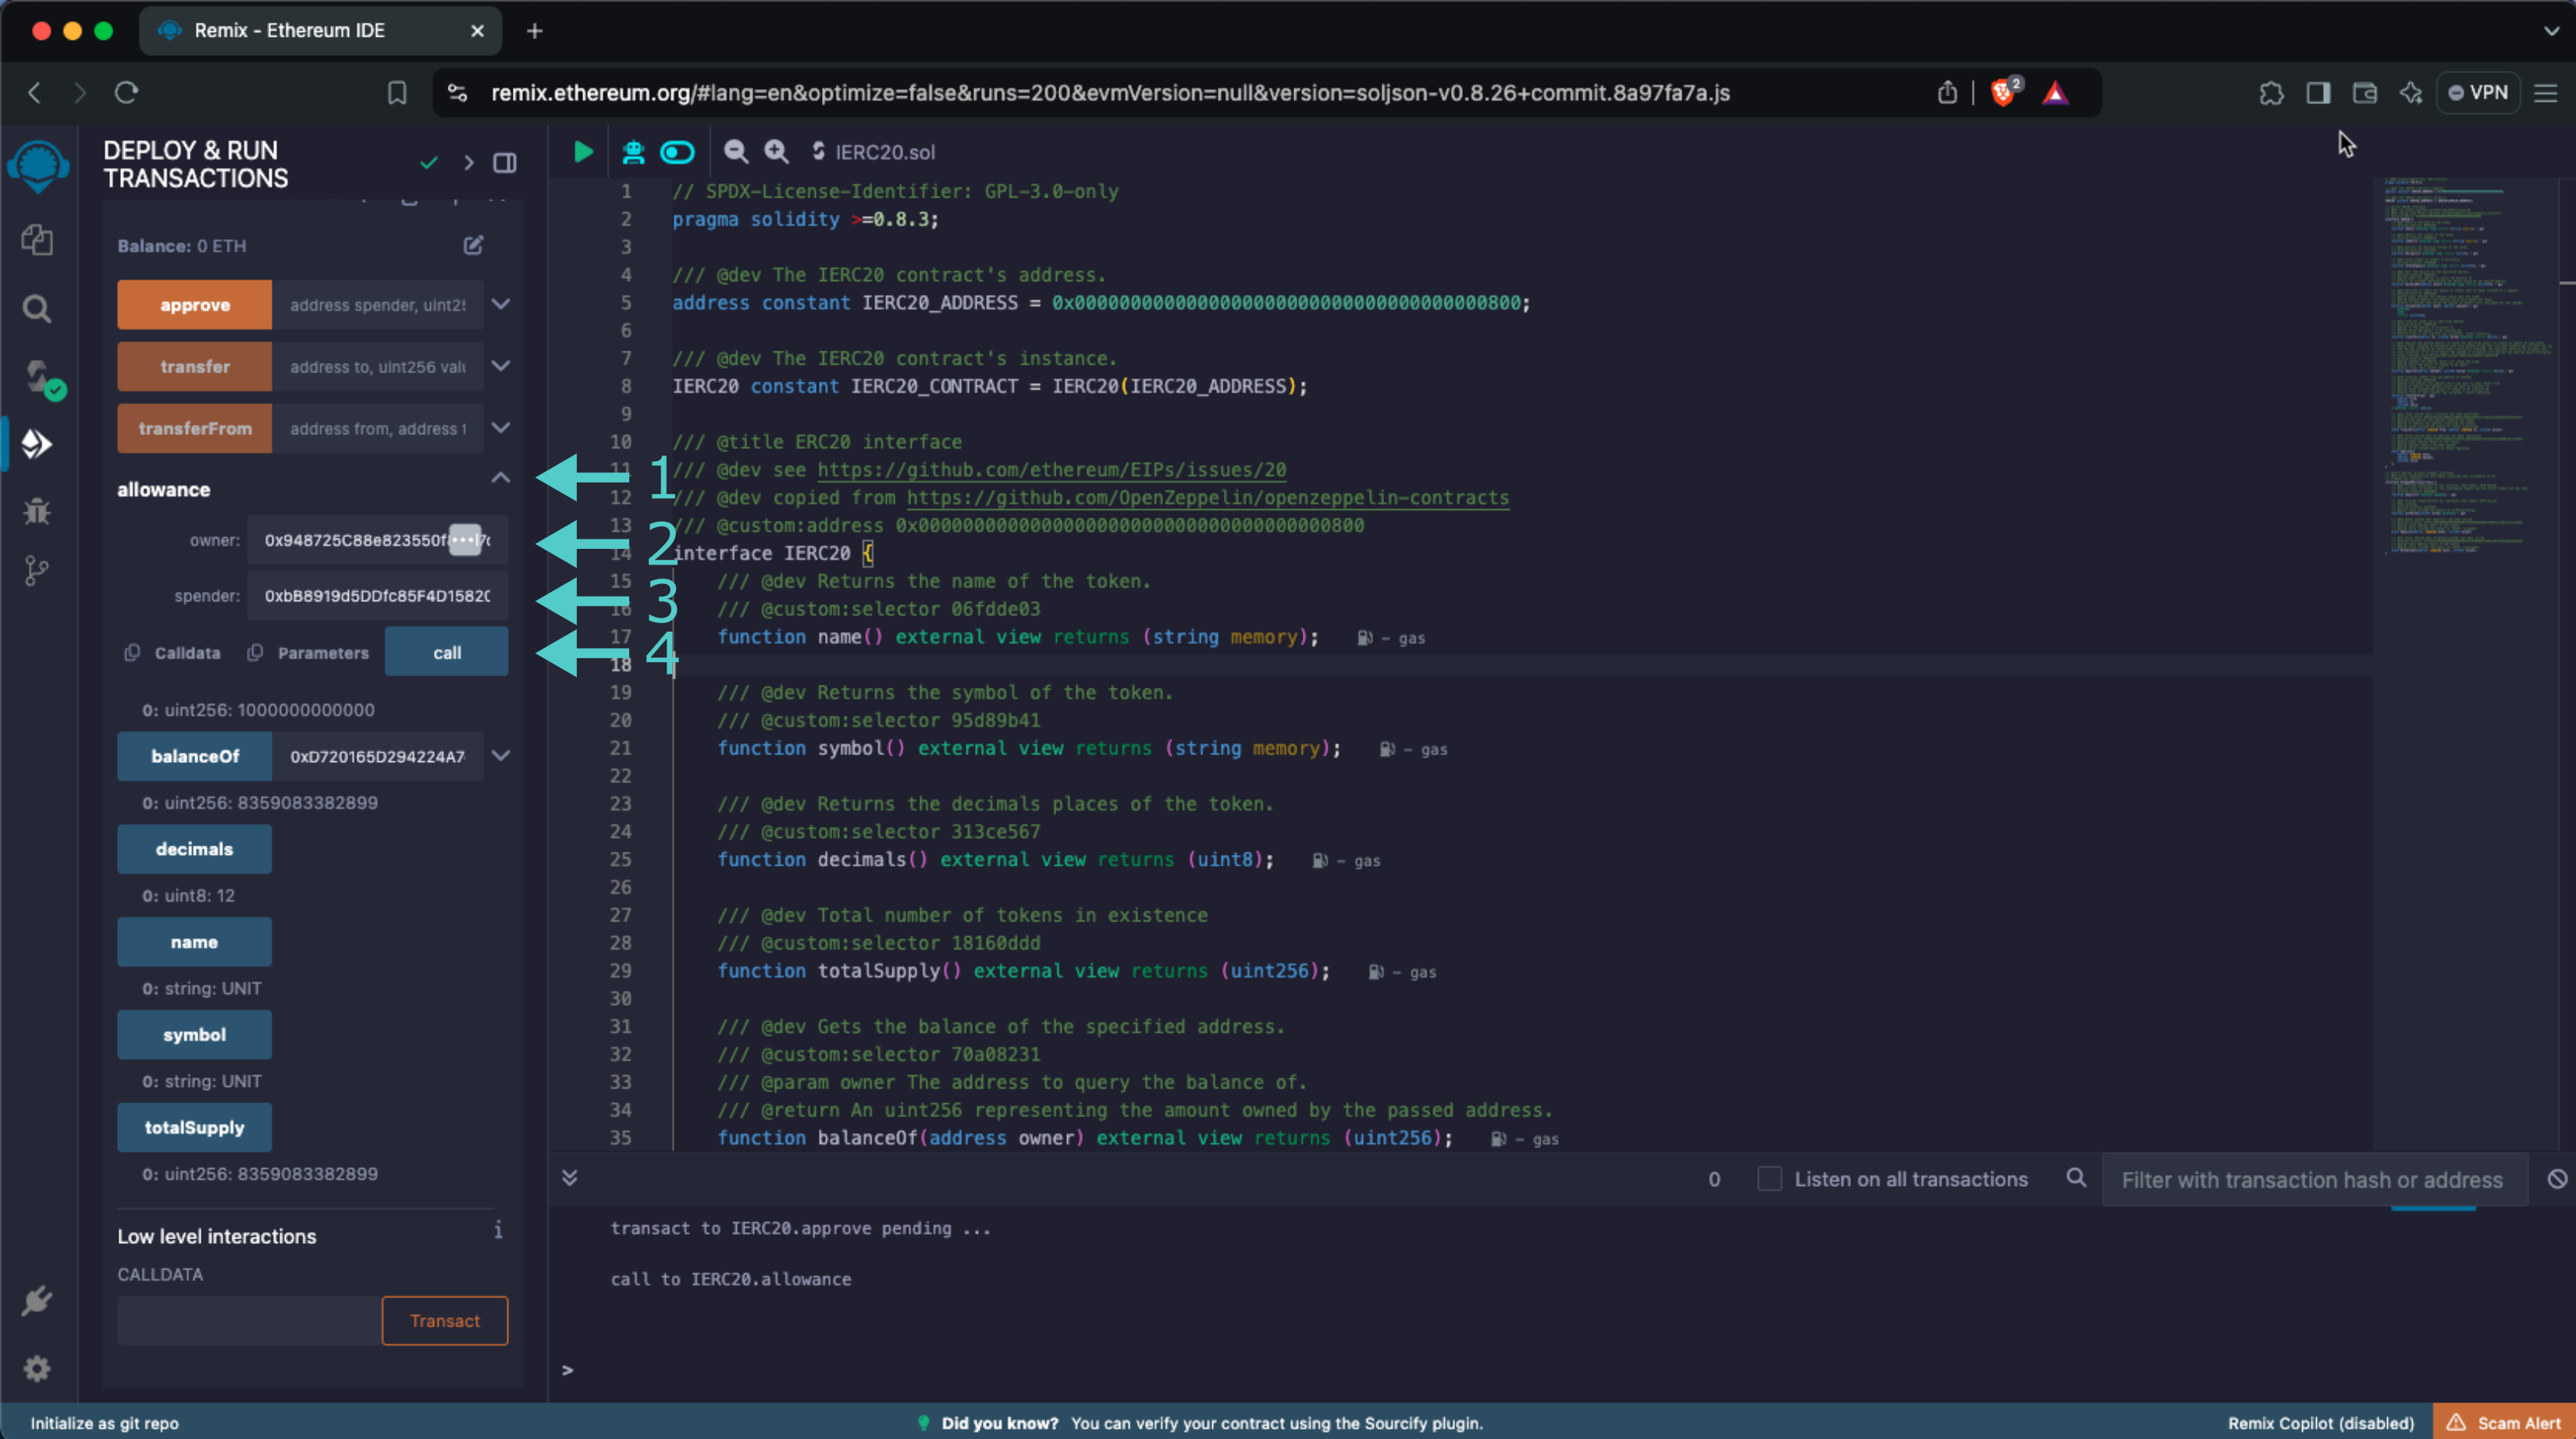 Remix - Ethereum IDE
remix.ethereum.org/#lang=en&optimize=false&runs=200&evmVersion=null&version=soljson-v0.8.26+commit.8a97fa7a.js
2
VPN
DEPLOY & RUN
TRANSACTIONS
Balance: 0 ETH
approve
address spender, uint25
transfer
address to, uint256 valu
transferFrom
address from, address t
allowance
owner: 0x948725C88e823550f
spender: 0xbB8919d5DDfc85F4D1582C
Calldata
Parameters
call
0: uint256: 1000000000000
balanceOf
0xD720165D294224A7
0: uint256: 8359083382899
decimals
0: uint8: 12
name
0: string: UNIT
symbol
0: string: UNIT
totalSupply
0: uint256: 8359083382899
Low level interactions
i
CALLDATA
Transact
1
2
3
4
IERC20.sol
1 // SPDX-License-Identifier: GPL-3.0-only
2 pragma solidity >=0.8.3;
3
4 /// @dev The IERC20 contract's address.
5 address constant IERC20_ADDRESS = 0x0000000000000000000000000000000000000800;
6
7 /// @dev The IERC20 contract's instance.
8 IERC20 constant IERC20_CONTRACT = IERC20(IERC20_ADDRESS);
9
10 /// @title ERC20 interface
11 /// @dev see https://github.com/ethereum/EIPs/issues/20
12 /// @dev copied from https://github.com/OpenZeppelin/openzeppelin-contracts
13 /// @custom:address 0x0000000000000000000000000000000000000800
14 interface IERC20 {
15 /// @dev Returns the name of the token.
16 /// @custom:selector 06fdde03
17 function name() external view returns (string memory); - gas
18
19 /// @dev Returns the symbol of the token.
20 /// @custom:selector 95d89b41
21 function symbol() external view returns (string memory); - gas
22
23 /// @dev Returns the decimals places of the token.
24 /// @custom:selector 313ce567
25 function decimals() external view returns (uint8); - gas
26
27 /// @dev Total number of tokens in existence
28 /// @custom:selector 18160ddd
29 function totalSupply() external view returns (uint256); - gas
30
31 /// @dev Gets the balance of the specified address.
32 /// @custom:selector 70a08231
33 /// @param owner The address to query the balance of.
34 /// @return An uint256 representing the amount owned by the passed address.
35 function balanceOf(address owner) external view returns (uint256); - gas
0
Listen on all transactions
Filter with transaction hash or address
transact to IERC20.approve pending ...
call to IERC20.allowance
>
Initialize as git repo
Did you know? You can verify your contract using the Sourcify plugin.
Remix Copilot (disabled)
Scam Alert